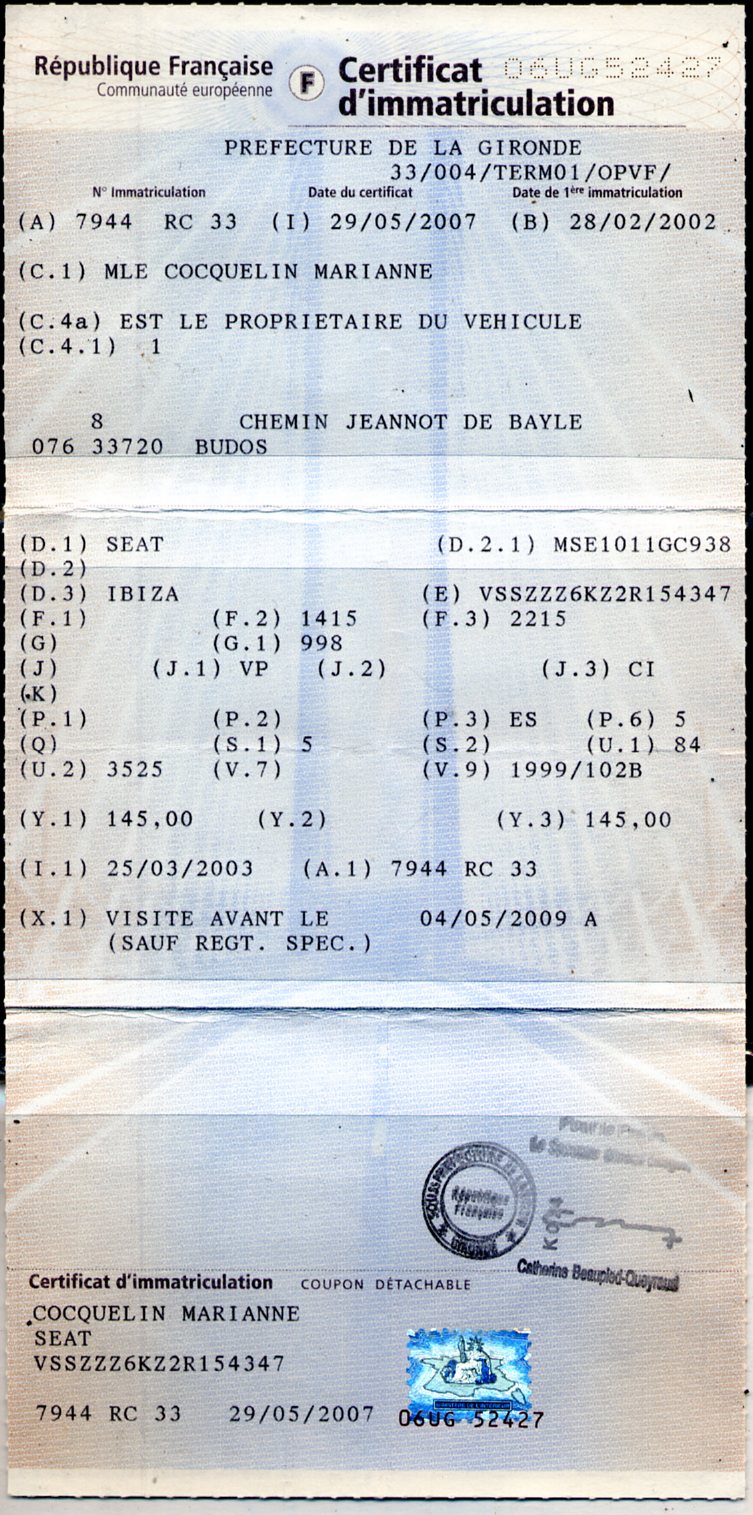 République Française
Communauté européenne
F
Certificat
d'immatriculation
06UG52427
PREFECTURE DE LA GIRONDE
33/004/TERM01/OPVF/
N° Immatriculation Date du certificat Date de 1ère immatriculation
(A) 7944 RC 33 (I) 29/05/2007 (B) 28/02/2002
(C.1) MLE COCQUELIN MARIANNE
(C.4a) EST LE PROPRIETAIRE DU VEHICULE
(C.4.1) 1
8 CHEMIN JEANNOT DE BAYLE
076 33720 BUDOS
(D.1) SEAT (D.2.1) MSE1011GC938
(D.2)
(D.3) IBIZA (E) VSSZZZ6KZ2R154347
(F.1) (F.2) 1415 (F.3) 2215
(G) (G.1) 998
(J) (J.1) VP (J.2) (J.3) CI
(K)
(P.1) (P.2) (P.3) ES (P.6) 5
(Q) (S.1) 5 (S.2) (U.1) 84
(U.2) 3525 (V.7) (V.9) 1999/102B
(Y.1) 145,00 (Y.2) (Y.3) 145,00
(I.1) 25/03/2003 (A.1) 7944 RC 33
(X.1) VISITE AVANT LE 04/05/2009 A
(SAUF REGT. SPEC.)
République
Française
GIRONDE
Catherine Beaupied-Queyraud
Certificat d'immatriculation COUPON DÉTACHABLE
COCQUELIN MARIANNE
SEAT
VSSZZZ6KZ2R154347
7944 RC 33 29/05/2007 06UG 52427